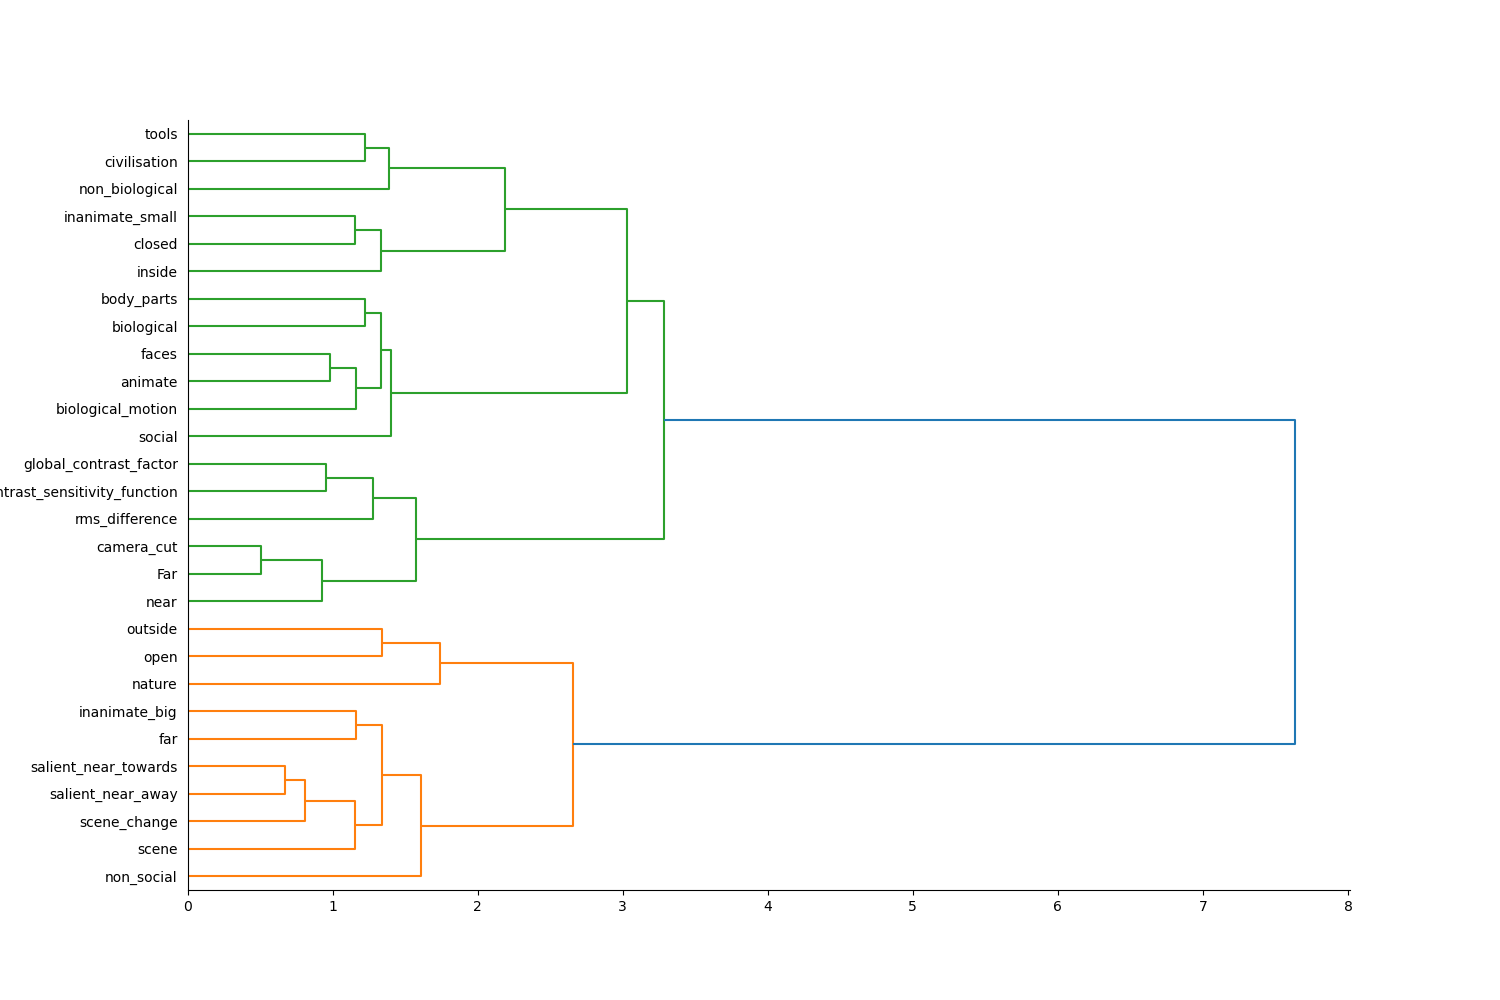 tools
civilisation
non_biological
inanimate_small
closed
inside
body_parts
biological
faces
animate
biological_motion
social
global_contrast_factor
ntrast_sensitivity_function
rms_difference
camera_cut
Far
near
outside
open
nature
inanimate_big
far
salient_near_towards
salient_near_away
scene_change
scene
non_social
0 1 2 3 4 5 6 7 8